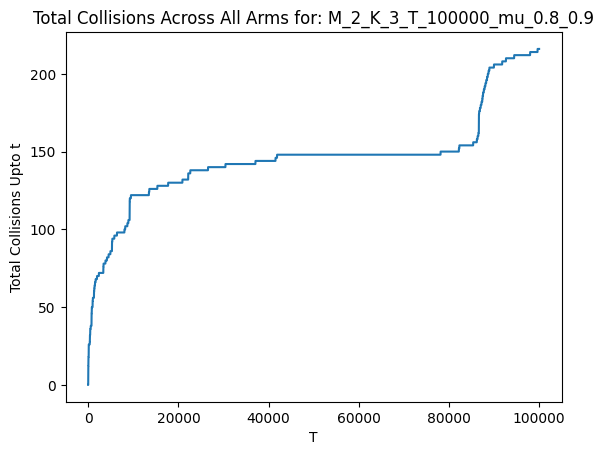 Total Collisions Across All Arms for: M_2_K_3_T_100000_mu_0.8_0.9
Total Collisions Upto t
200
150
100
50
0
0 20000 40000 60000 80000 100000
T